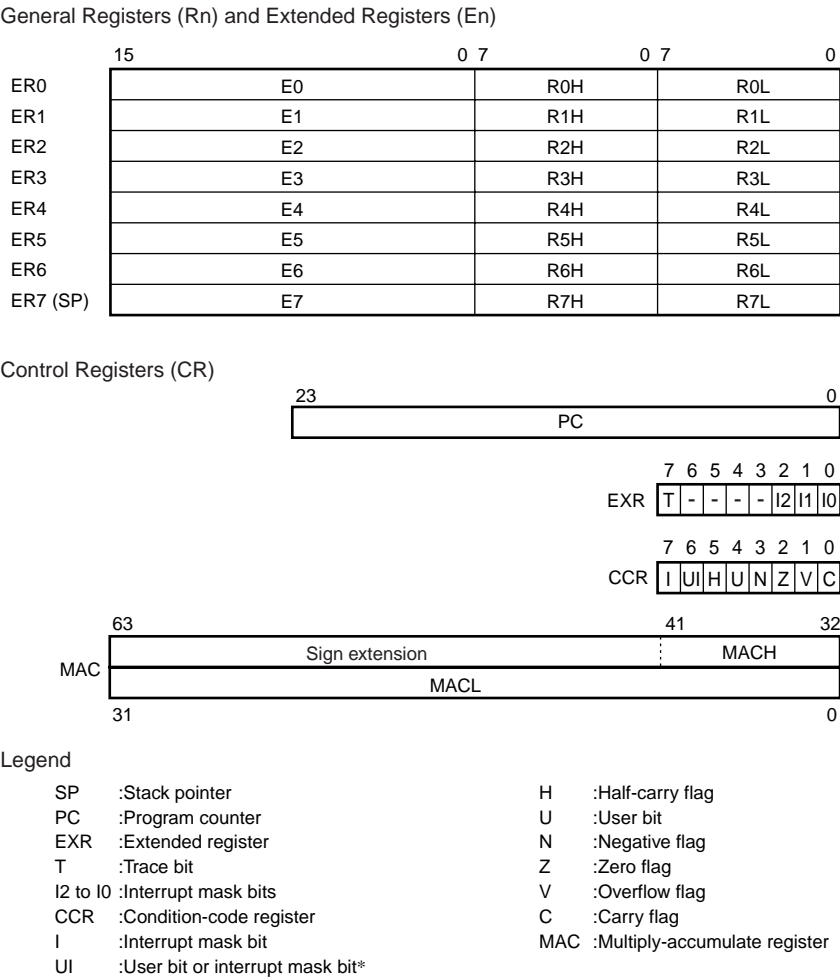 General Registers (Rn) and Extended Registers (En)
15 0 7 0 7 0
ER0 E0 R0H R0L
ER1 E1 R1H R1L
ER2 E2 R2H R2L
ER3 E3 R3H R3L
ER4 E4 R4H R4L
ER5 E5 R5H R5L
ER6 E6 R6H R6L
ER7 (SP) E7 R7H R7L
Control Registers (CR)
23 0
PC
7 6 5 4 3 2 1 0
EXR T - - - - I2 I1 I0
7 6 5 4 3 2 1 0
CCR I UI H U N Z V C
63 41 32
Sign extension MACH
MAC
MACL
31 0
Legend
SP :Stack pointer
PC :Program counter
EXR :Extended register
T :Trace bit
I2 to I0 :Interrupt mask bits
CCR :Condition-code register
I :Interrupt mask bit
UI :User bit or interrupt mask bit*
H :Half-carry flag
U :User bit
N :Negative flag
Z :Zero flag
V :Overflow flag
C :Carry flag
MAC :Multiply-accumulate register